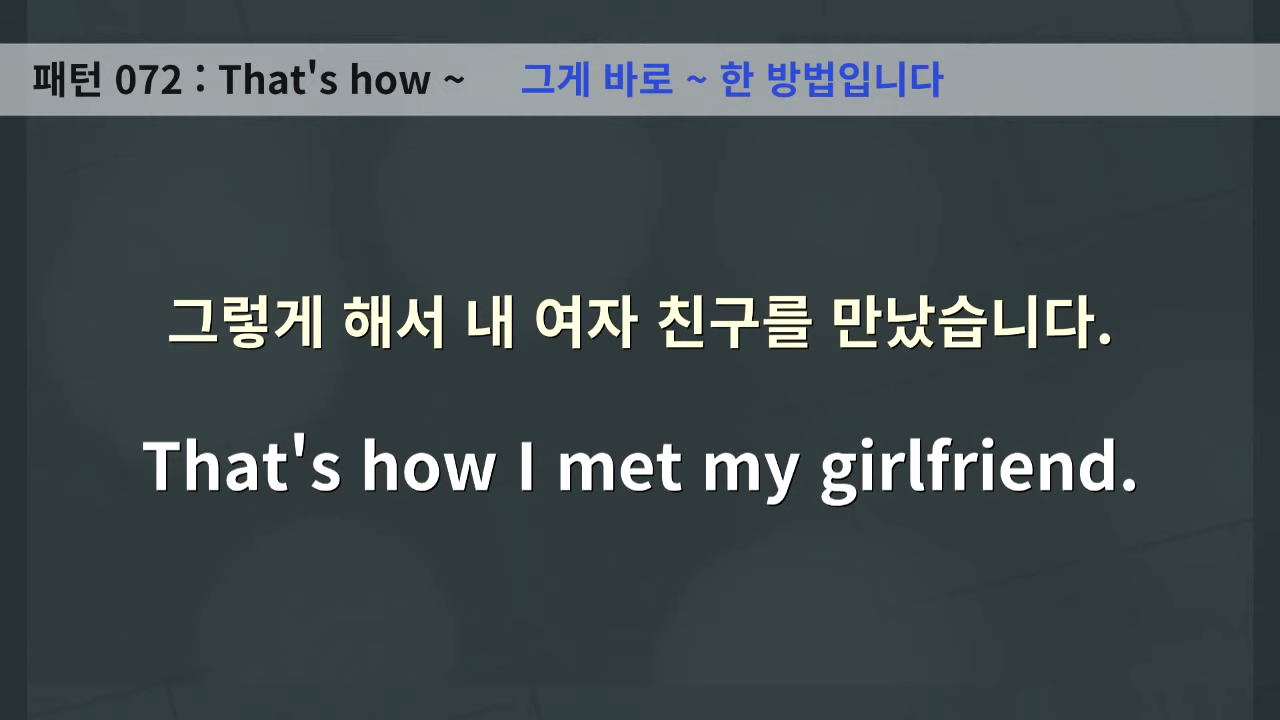 패턴 072 : That's how ~ 그게 바로 ~ 한 방법입니다
그렇게 해서 내 여자 친구를 만났습니다.
That's how I met my girlfriend.